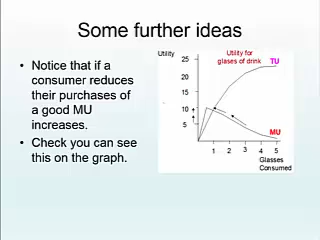 Some further ideas
• Notice that if a
consumer reduces
their purchases of
a good MU
increases.
• Check you can see
this on the graph.
Utility
Utility for
glases of drink
TU
25
20
15
10
5
MU
1 2 3 4 5
Glasses
Consumed